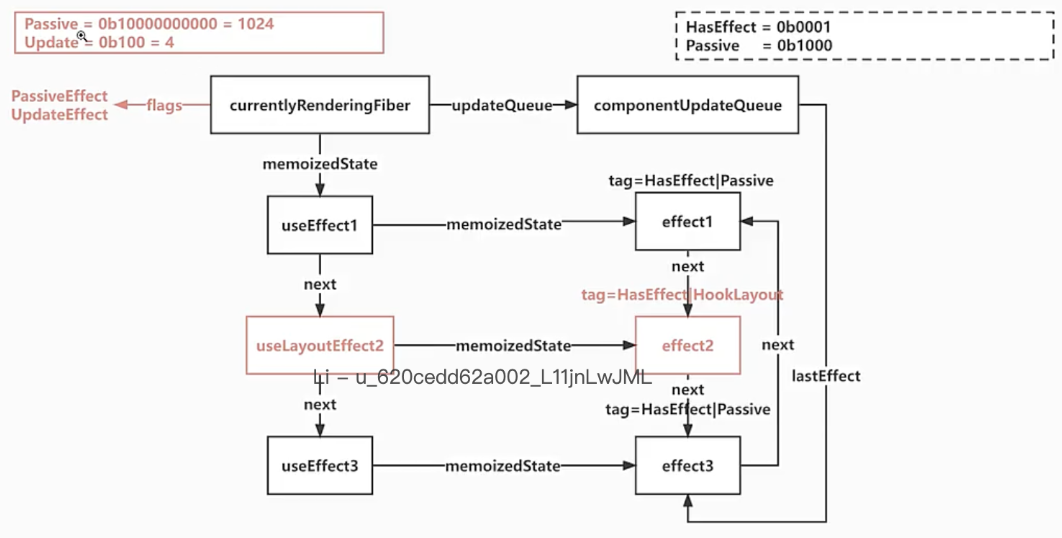 Passive = 0b10000000000 = 1024
Update = 0b100 = 4
HasEffect = 0b0001
Passive = 0b1000
PassiveEffect
UpdateEffect
flags
currentlyRenderingFiber
updateQueue
componentUpdateQueue
memoizedState
tag=HasEffect|Passive
useEffect1
memoizedState
effect1
next
next
tag=HasEffect|HookLayout
useLayoutEffect2
memoizedState
effect2
next
lastEffect
Li – u_620cedd62a002_L11jnLwJML
next
next
tag=HasEffect|Passive
useEffect3
memoizedState
effect3